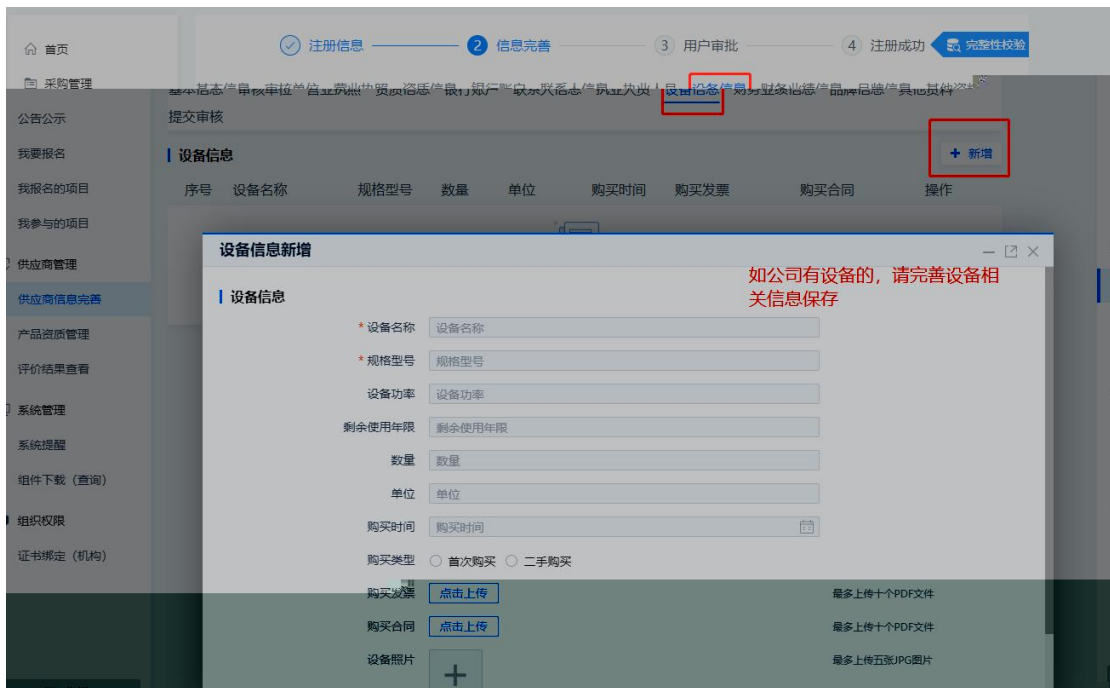 首页
注册信息
2 信息完善
3 用户审批
4 注册成功
完整性校验
采购管理
设备信息
公告公示
提交审核
我要报名
设备信息
+ 新增
我报名的项目
序号 设备名称 规格型号 数量 单位 购买时间 购买发票 购买合同 操作
我参与的项目
供应商管理
供应商信息完善
产品资质管理
评价结果查看
系统管理
系统提醒
组件下载（查询）
组织权限
证书绑定（机构）
设备信息新增
如公司有设备的，请完善设备相
关信息保存
设备信息
* 设备名称 设备名称
* 规格型号 规格型号
设备功率 设备功率
剩余使用年限 剩余使用年限
数量 数量
单位 单位
购买时间 购买时间
购买类型 首次购买 二手购买
购买发票 点击上传 最多上传十个PDF文件
购买合同 点击上传 最多上传十个PDF文件
设备照片 最多上传五张JPG图片